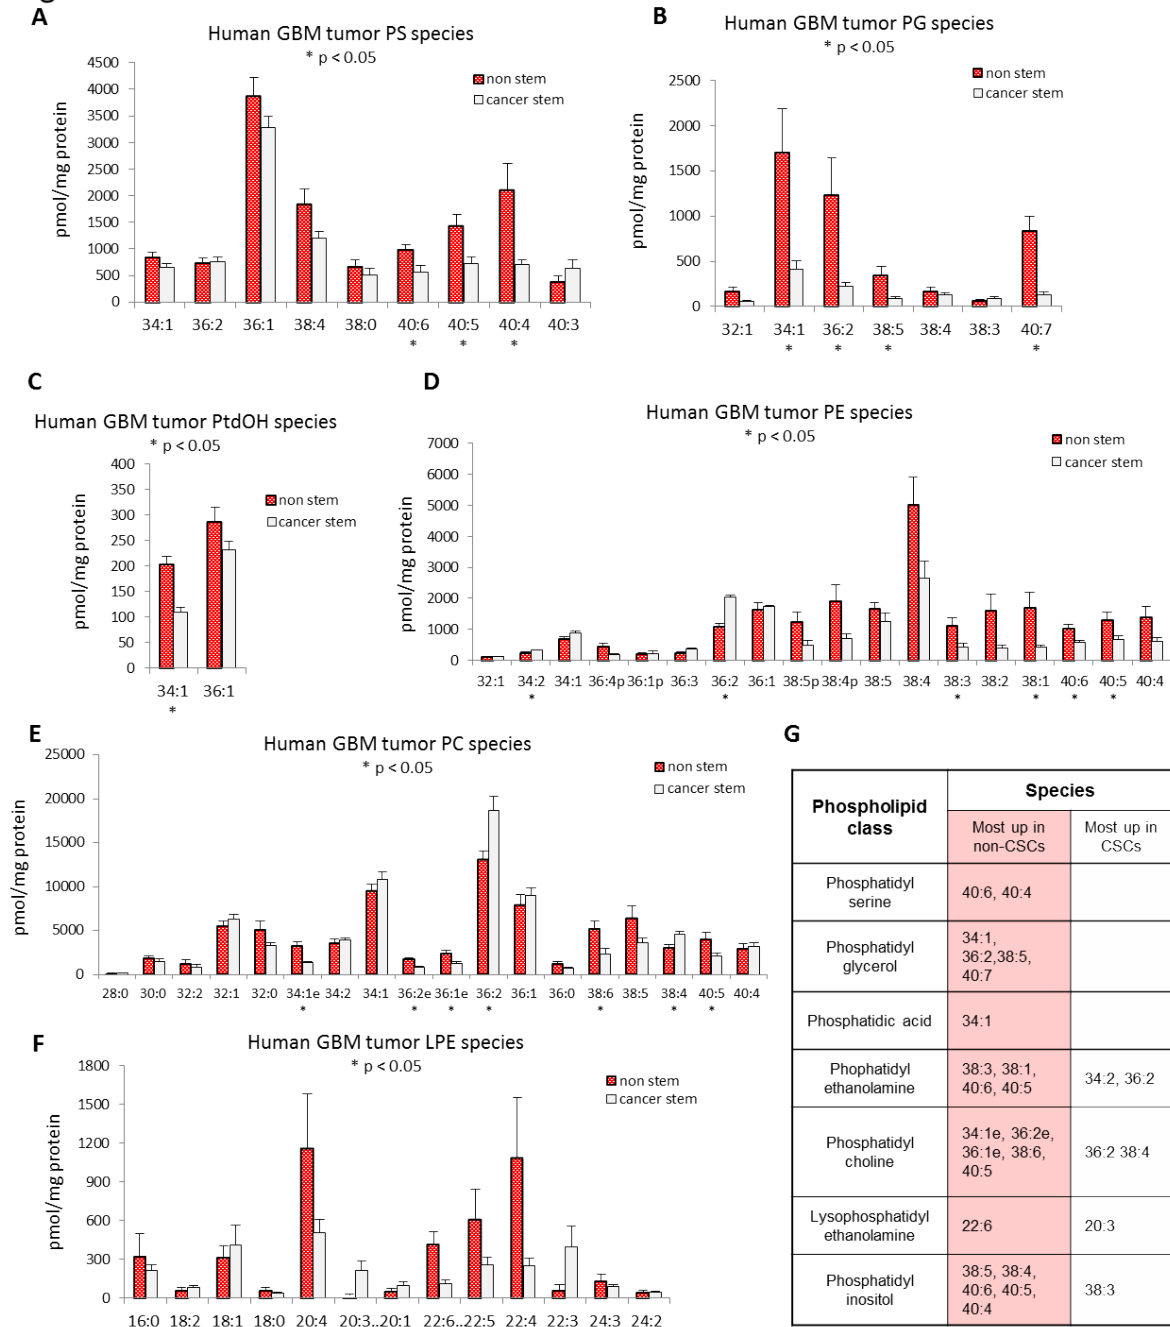 A
Human GBM tumor PS species
* p < 0.05
non stem
cancer stem
pmol/mg protein
4500
4000
3500
3000
2500
2000
1500
1000
500
0
34:1 36:2 36:1 38:4 38:0 40:6 40:5 40:4 40:3
* * *
B
Human GBM tumor PG species
* p < 0.05
non stem
cancer stem
pmol/mg protein
2500
2000
1500
1000
500
0
32:1 34:1 36:2 38:5 38:4 38:3 40:7
* * * *
C
Human GBM tumor PtdOH species
* p < 0.05
non stem
cancer stem
pmol/mg protein
400
350
300
250
200
150
100
50
0
34:1 36:1
*
D
Human GBM tumor PE species
* p < 0.05
non stem
cancer stem
pmol/mg protein
7000
6000
5000
4000
3000
2000
1000
0
32:1 34:2 34:1 36:4p 36:1p 36:3 36:2 36:1 38:5p 38:4p 38:5 38:4 38:3 38:2 38:1 40:6 40:5 40:4
* * * * * *
E
Human GBM tumor PC species
* p < 0.05
non stem
cancer stem
pmol/mg protein
25000
20000
15000
10000
5000
0
28:0 30:0 32:2 32:1 32:0 34:1e 34:2 34:1 36:2e 36:1e 36:2 36:1 36:0 38:6 38:5 38:4 40:5 40:4
* * * * * * *
F
Human GBM tumor LPE species
* p < 0.05
non stem
cancer stem
pmol/mg protein
1800
1500
1200
900
600
300
0
16:0 18:2 18:1 18:0 20:4 20:3..20:1 22:6..22:5 22:4 22:3 24:3 24:2
G
Phospholipid
class
Species
Most up in
non-CSCs
Most up in
CSCs
Phosphatidyl
serine
40:6, 40:4
Phosphatidyl
glycerol
34:1,
36:2,38:5,
40:7
Phosphatidic acid
34:1
Phophatidyl
ethanolamine
38:3, 38:1,
40:6, 40:5
34:2, 36:2
Phosphatidyl
choline
34:1e, 36:2e,
36:1e, 38:6,
40:5
36:2 38:4
Lysophosphatidyl
ethanolamine
22:6
20:3
Phosphatidyl
inositol
38:5, 38:4,
40:6, 40:5,
40:4
38:3